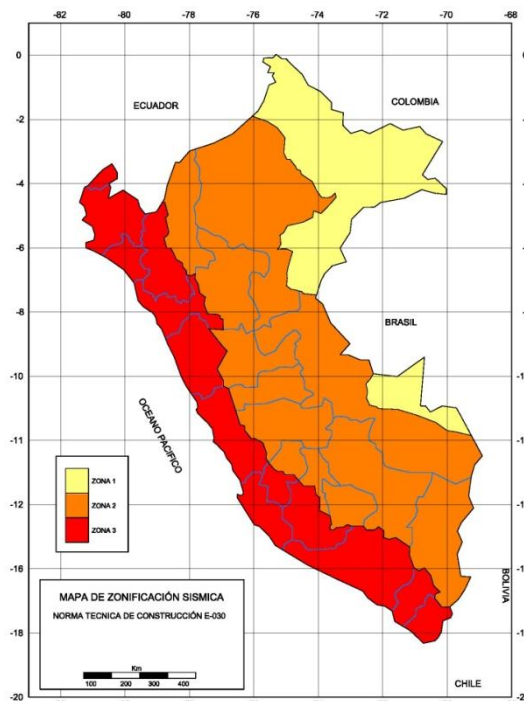 -82 -80 -78 -76 -74 -72 -70 -68
0
ECUADOR
COLOMBIA
-2
-4
-6
-8
BRASIL
-10
OCEANO PACIFICO
-11
ZONA 1
-12
ZONA 2
ZONA 3
-14
-16
BOLIVIA
MAPA DE ZONIFICACIÓN SISMICA
NORMA TECNICA DE CONSTRUCCIÓN E-030
-18
Km
100 200 300 400
CHILE
-20